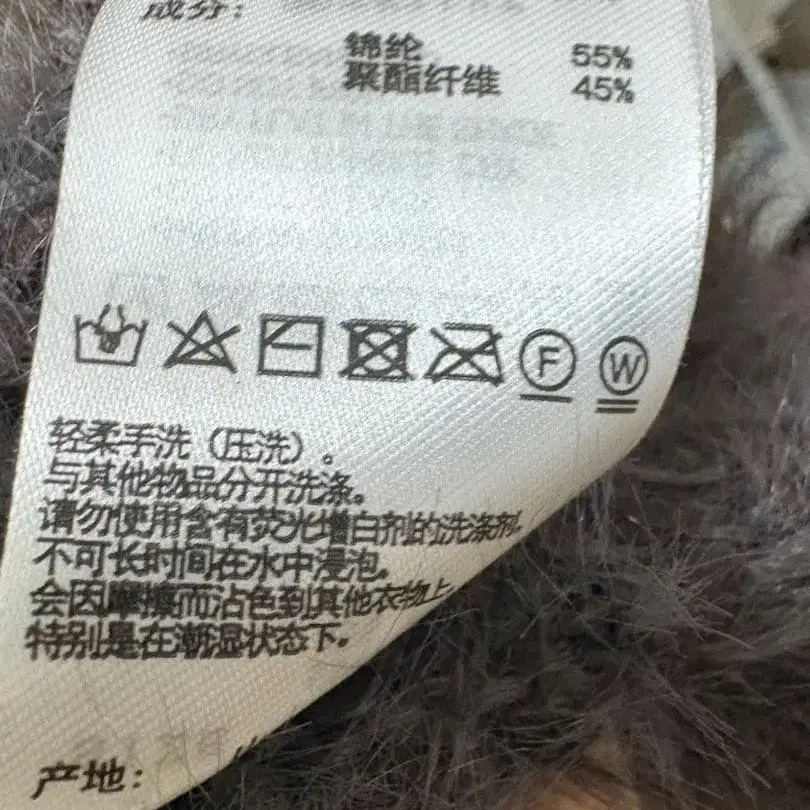 成分:
锦纶 55%
聚酯纤维 45%
F W
轻柔手洗（压洗）。
与其他物品分开洗涤。
请勿使用含有荧光增白剂的洗涤剂.
不可长时间在水中浸泡.
会因摩擦而沾色到其他衣物上
特别是在潮湿状态下.
产地: